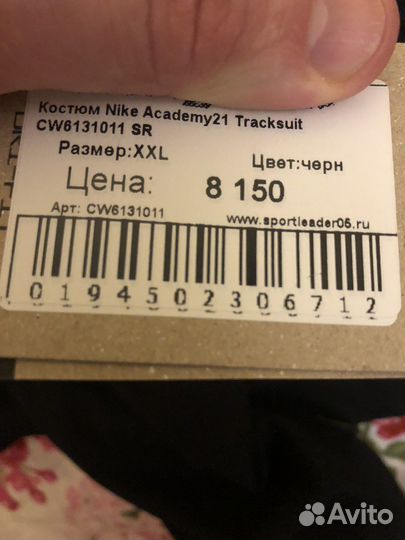 Костюм Nike Academy21 Tracksuit
CW6131011 SR
Размер:XXL
Цвет:черн
Цена:
8 150
Арт: CW6131011
www.sportleader06.ru
0194502306712
Avito